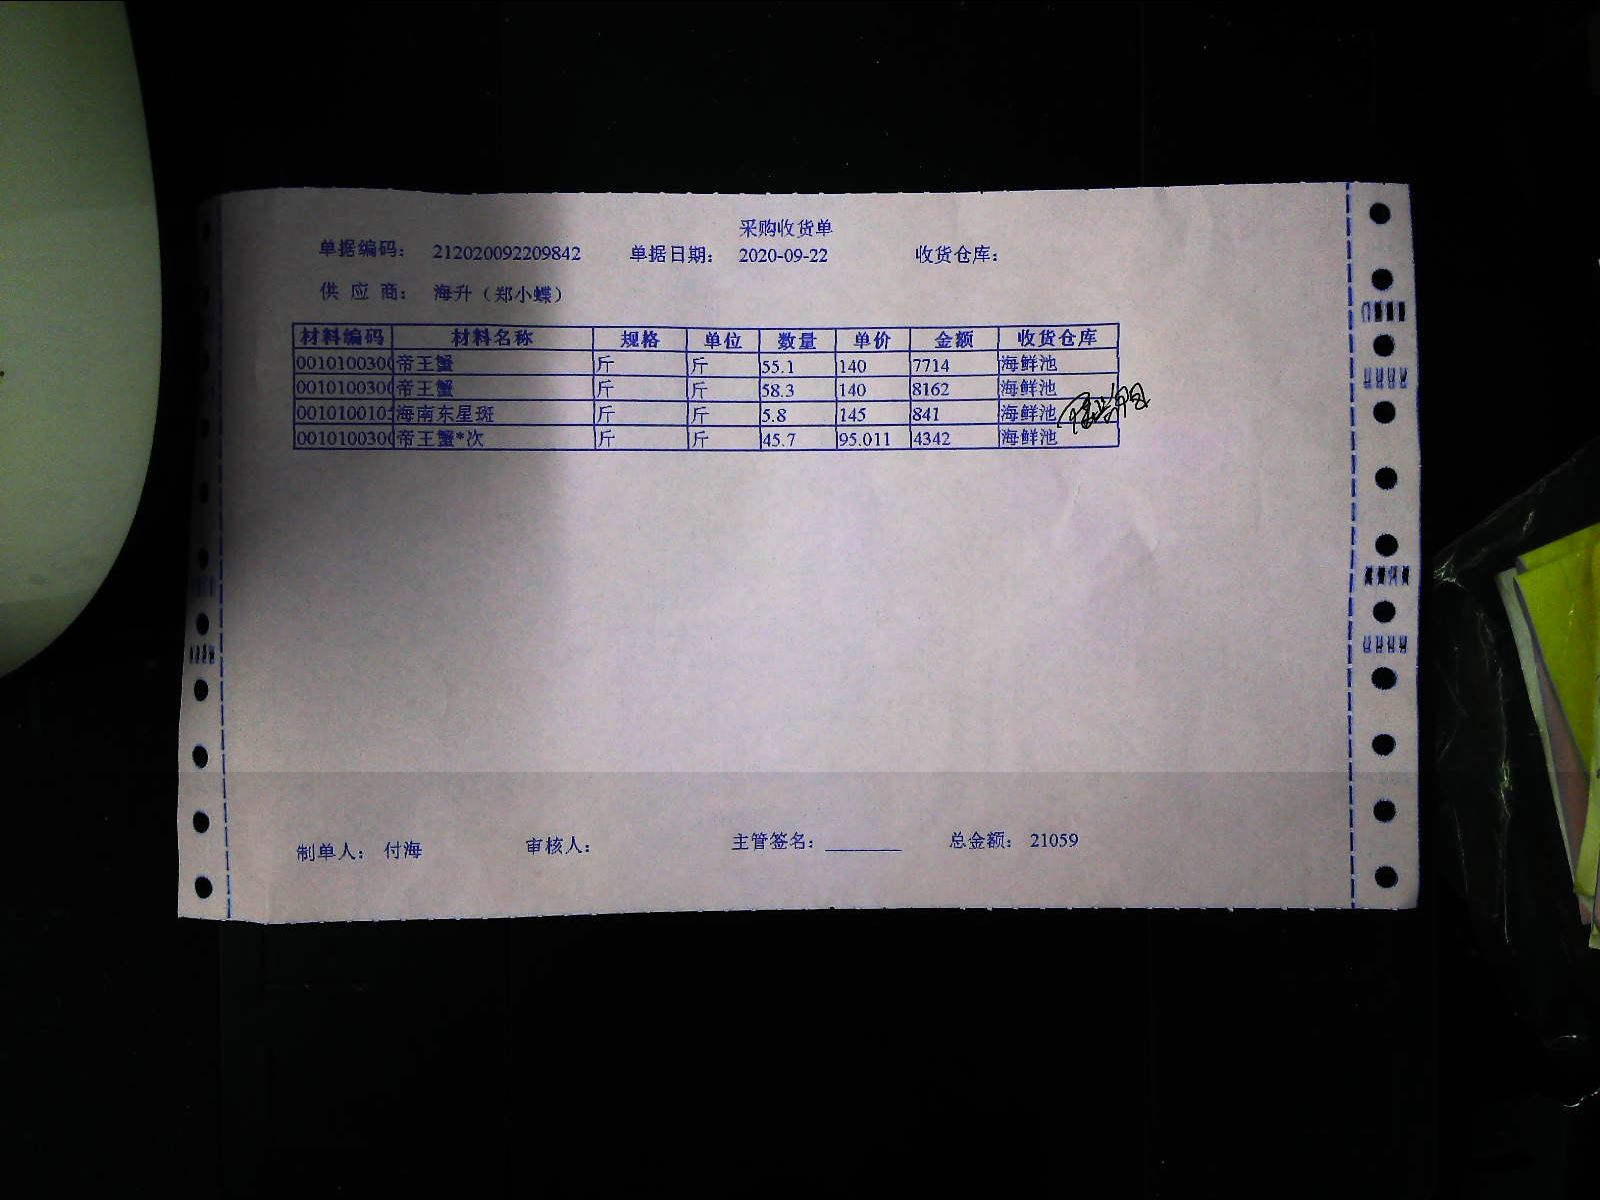 采购收货单
单据编码： 212020092209842 单据日期： 2020-09-22 收货仓库：
供 应 商： 海升（郑小蝶）
材料编码 材料名称 规格 单位 数量 单价 金额 收货仓库
0010100300 帝王蟹 斤 斤 55.1 140 7714 海鲜池
0010100300 帝王蟹 斤 斤 58.3 140 8162 海鲜池
001010010 海南东星斑 斤 斤 5.8 145 841 海鲜池
0010100300 帝王蟹*次 斤 斤 45.7 95.011 4342 海鲜池
制单人： 付海 审核人： 主管签名： 总金额： 21059